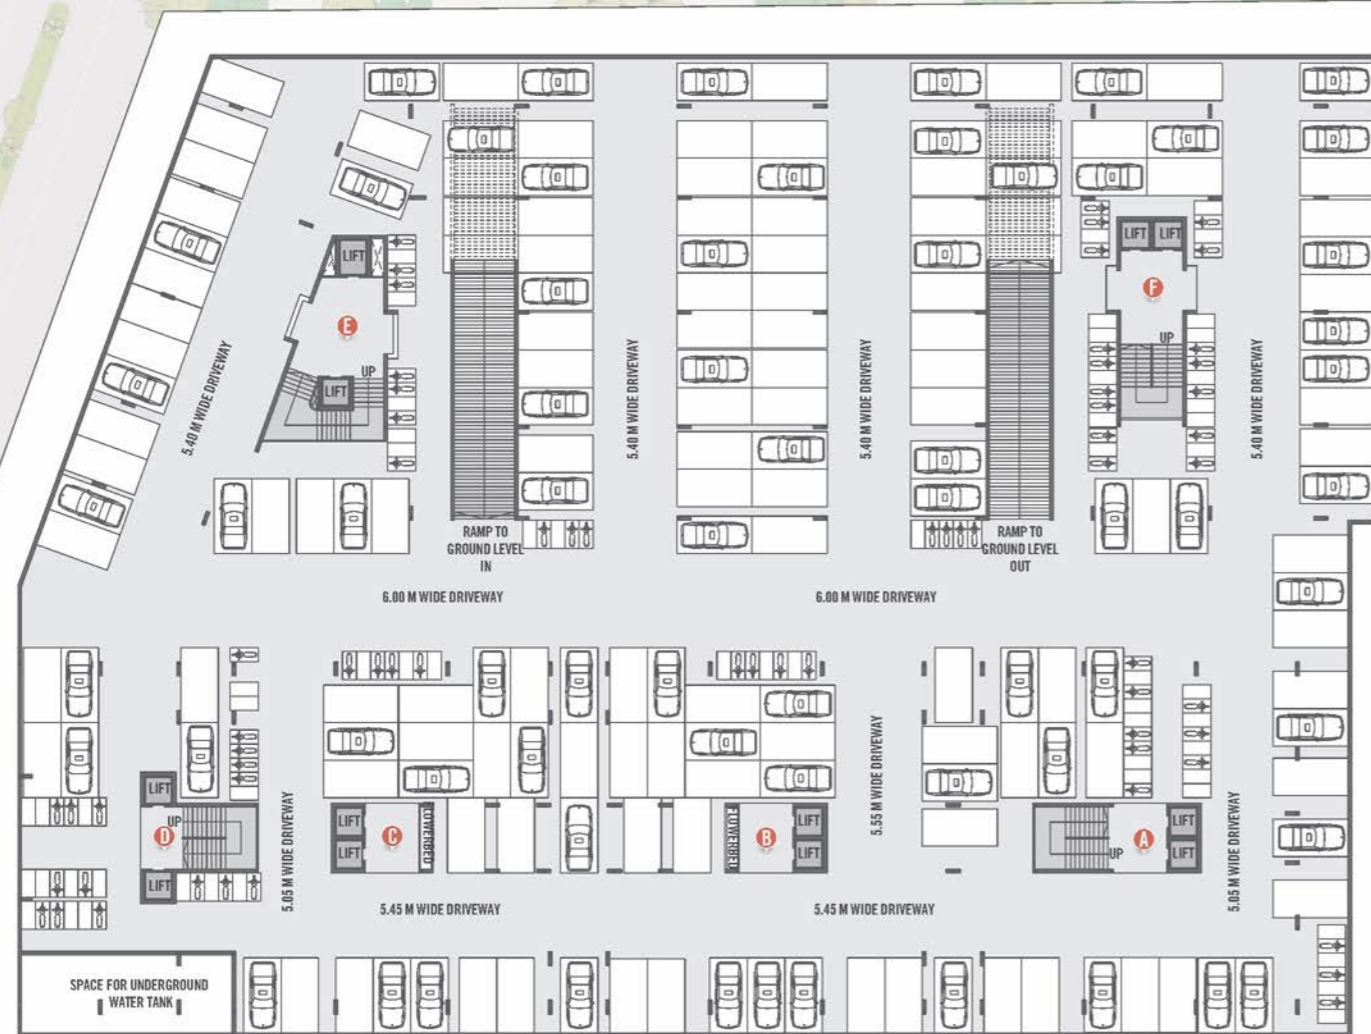 LIFT
LIFT
LIFT
F
UP
LIFT
E
UP
LIFT
5.40 M WIDE DRIVEWAY
5.40 M WIDE DRIVEWAY
5.40 M WIDE DRIVEWAY
5.40 M WIDE DRIVEWAY
RAMP TO
GROUND LEVEL
IN
RAMP TO
GROUND LEVEL
OUT
6.00 M WIDE DRIVEWAY
6.00 M WIDE DRIVEWAY
LIFT
UP
D
LIFT
5.05 M WIDE DRIVEWAY
LIFT
LIFT
C
FLOWERBED
FLOWERBED
B
LIFT
LIFT
5.55 M WIDE DRIVEWAY
UP
A
LIFT
LIFT
5.05 M WIDE DRIVEWAY
5.45 M WIDE DRIVEWAY
5.45 M WIDE DRIVEWAY
SPACE FOR UNDERGROUND
WATER TANK